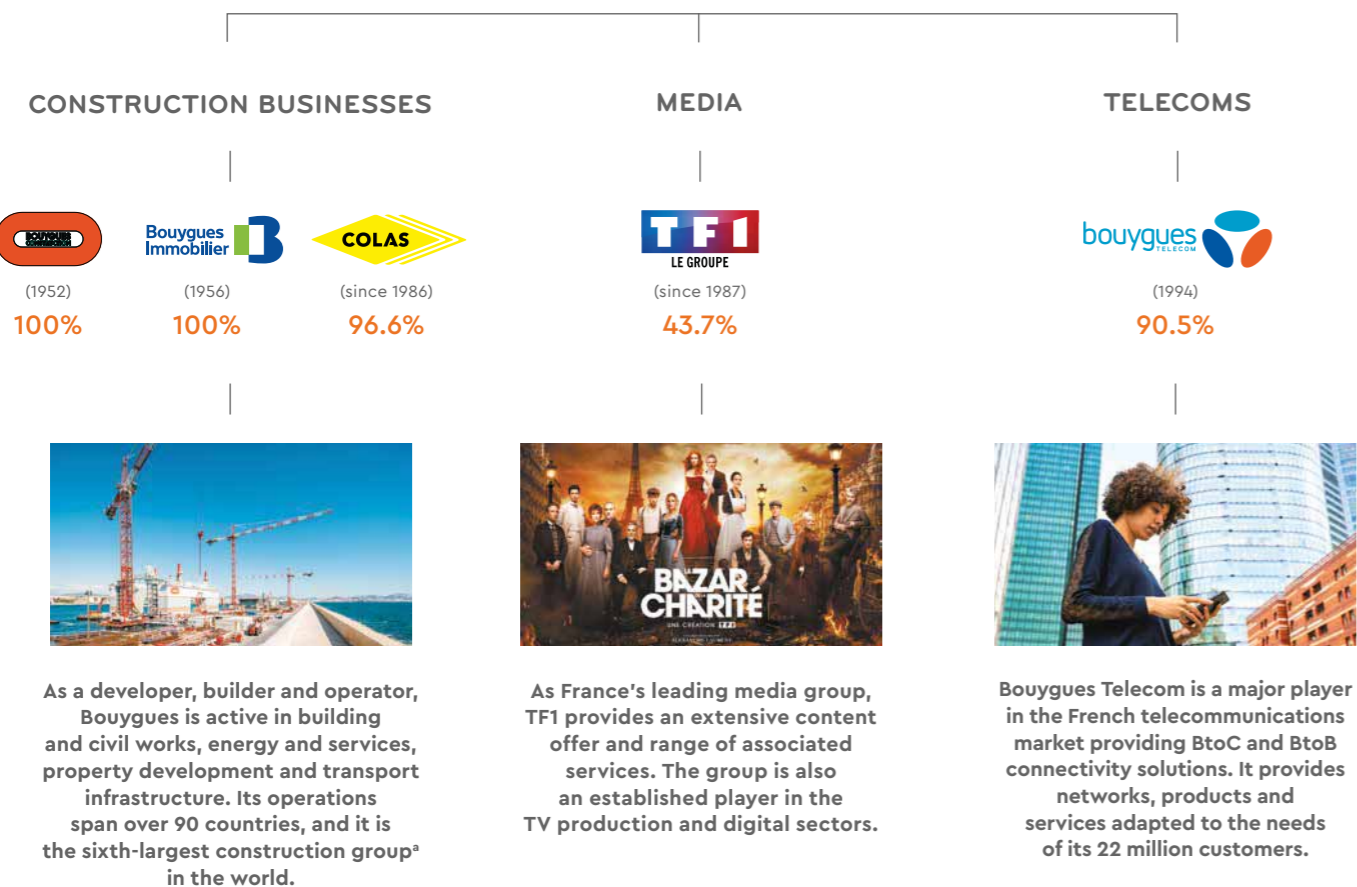 CONSTRUCTION BUSINESSES
MEDIA
TELECOMS
BOUYGUES
CONSTRUCTION
Bouygues
Immobilier
COLAS
TF1
LE GROUPE
bouygues
TELECOM
(1952)
(1956)
(since 1986)
(since 1987)
(1994)
100%
100%
96.6%
43.7%
90.5%
BAZAR
CHARITÉ
UNE CRÉATION TF1
As a developer, builder and operator,
Bouygues is active in building
and civil works, energy and services,
property development and transport
infrastructure. Its operations
span over 90 countries, and it is
the sixth-largest construction groupᵃ
in the world.
As France's leading media group,
TF1 provides an extensive content
offer and range of associated
services. The group is also
an established player in the
TV production and digital sectors.
Bouygues Telecom is a major player
in the French telecommunications
market providing BtoC and BtoB
connectivity solutions. It provides
networks, products and
services adapted to the needs
of its 22 million customers.